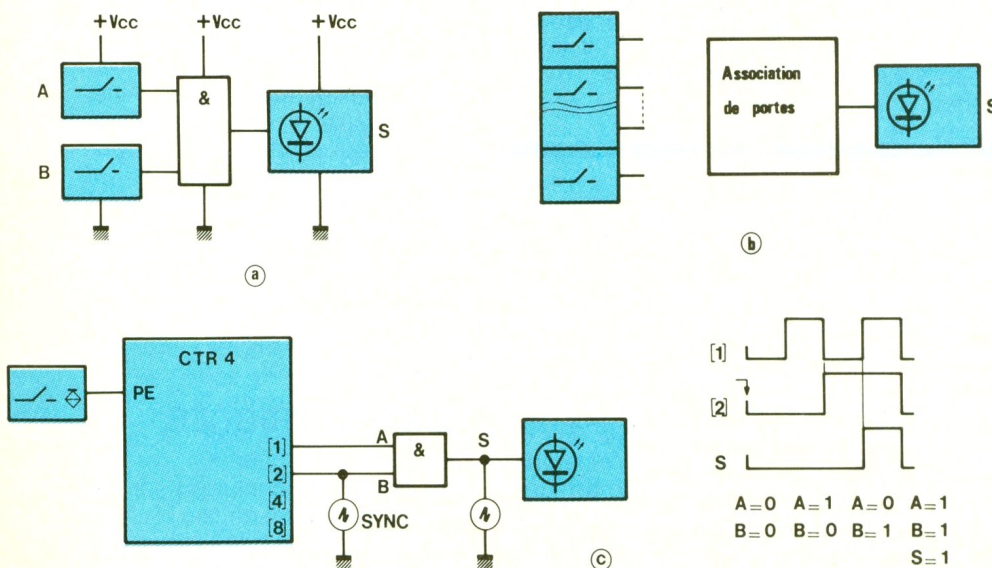 +Vcc +Vcc +Vcc
A
&
S
B
a
Association
de portes
S
b
CTR 4
PE
[1]
[2]
[4]
[8]
A
B
&
S
SYNC
c
[1]
[2]
S
A=0 A=1 A=0 A=1
B=0 B=0 B=1 B=1
S=1